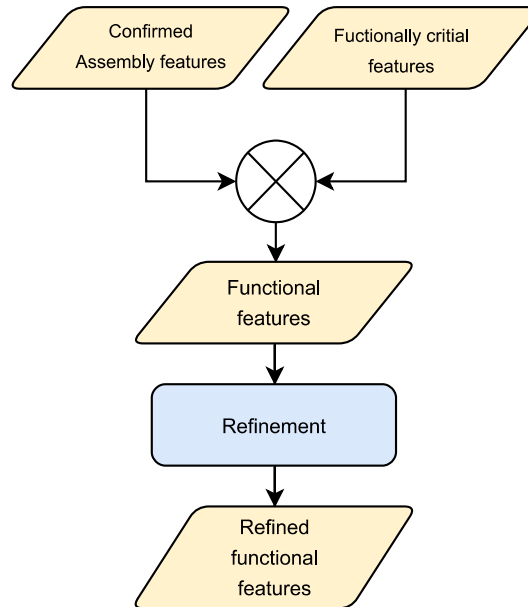 Confirmed
Assembly features
Fuctionally critial
features
Functional
features
Refinement
Refined
functional
features